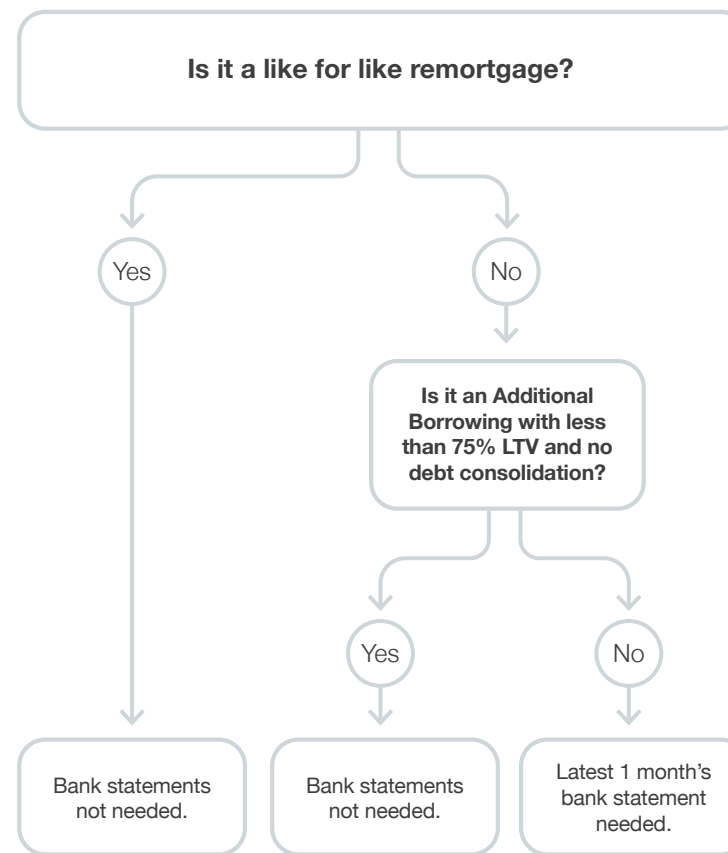 Is it a like for like remortgage?
Yes
No
Is it an Additional
Borrowing with less
than 75% LTV and no
debt consolidation?
Yes
No
Bank statements
not needed.
Bank statements
not needed.
Latest 1 month’s
bank statement
needed.